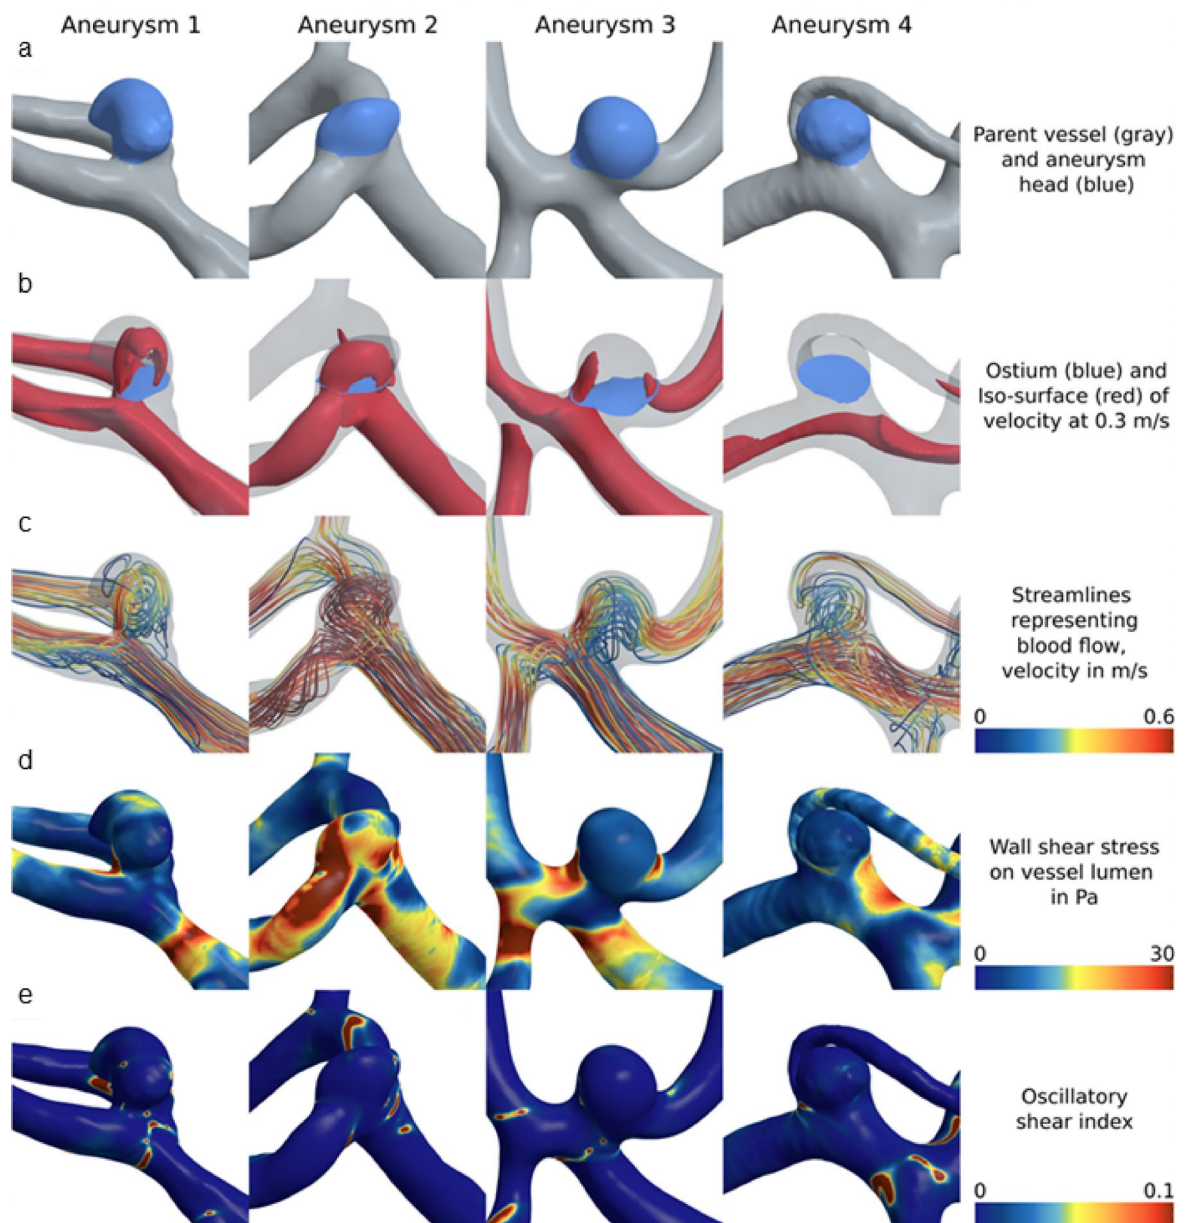 Aneurysm 1
Aneurysm 2
Aneurysm 3
Aneurysm 4
a
Parent vessel (gray)
and aneurysm
head (blue)
b
Ostium (blue) and
Iso-surface (red) of
velocity at 0.3 m/s
c
Streamlines
representing
blood flow,
velocity in m/s
0
0.6
d
Wall shear stress
on vessel lumen
in Pa
0
30
e
Oscillatory
shear index
0
0.1